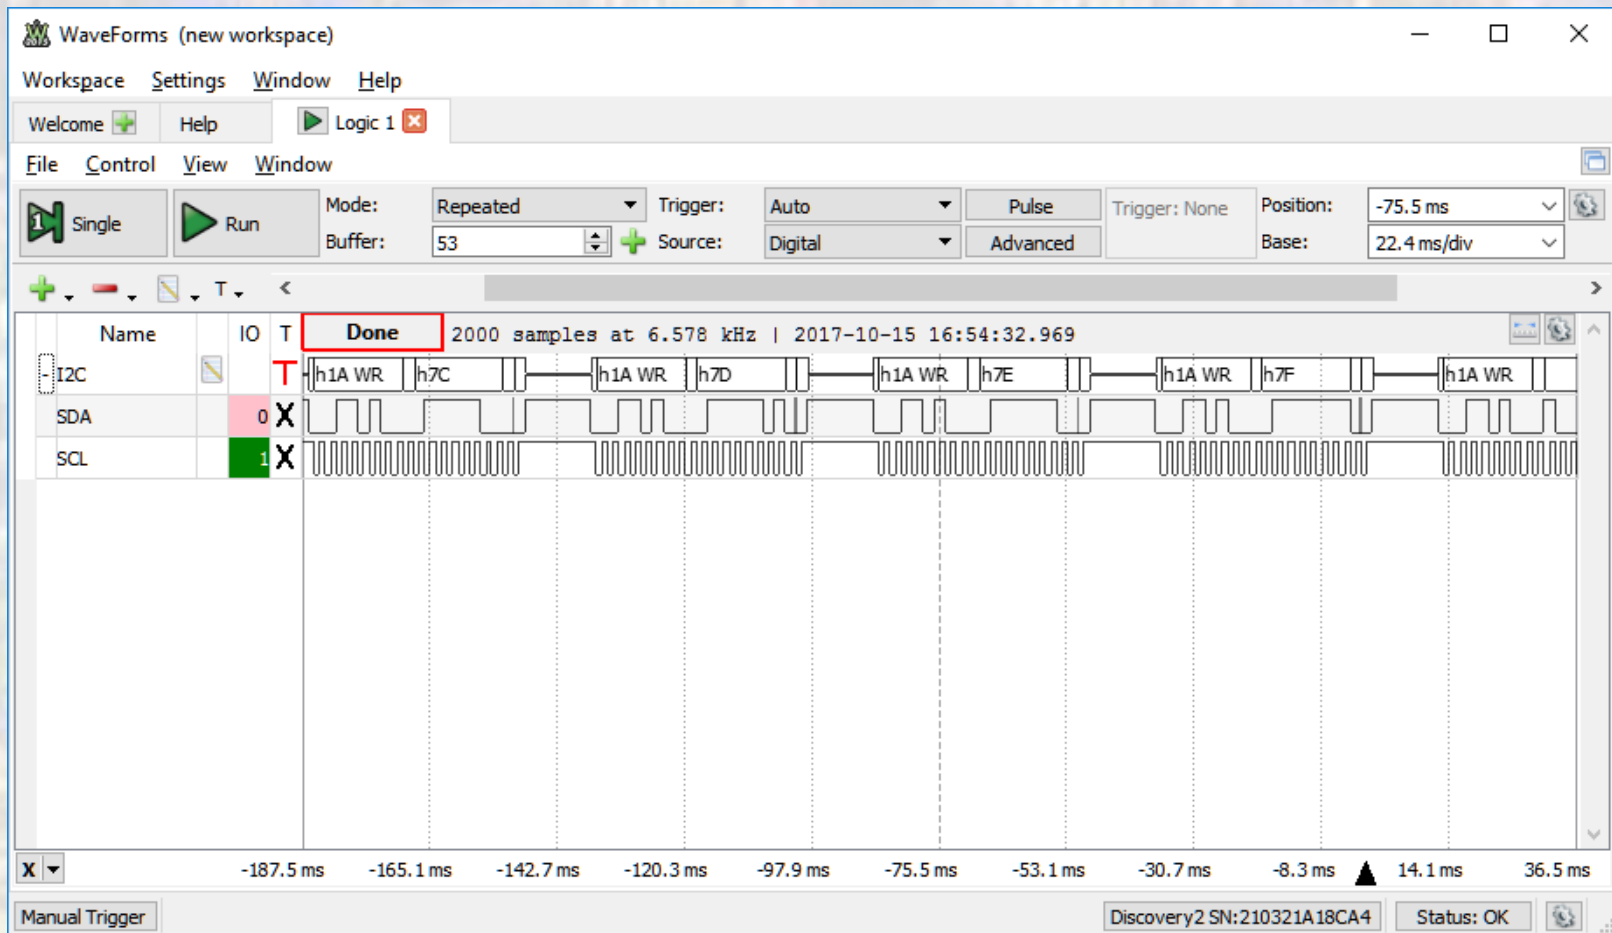 WaveForms (new workspace)
Workspace Settings Window Help
Welcome Help Logic 1
File Control View Window
1 Single Run Mode: Repeated Trigger: Auto Pulse Trigger: None Position: -75.5 ms
Buffer: 53 Source: Digital Advanced Base: 22.4 ms/div
T
Name IO T Done 2000 samples at 6.578 kHz | 2017-10-15 16:54:32.969
I2C T h1A WR h7C h1A WR h7D h1A WR h7E h1A WR h7F h1A WR
SDA 0 X
SCL 1 X
X -187.5 ms -165.1 ms -142.7 ms -120.3 ms -97.9 ms -75.5 ms -53.1 ms -30.7 ms -8.3 ms 14.1 ms 36.5 ms
Manual Trigger Discovery2 SN:210321A18CA4 Status: OK